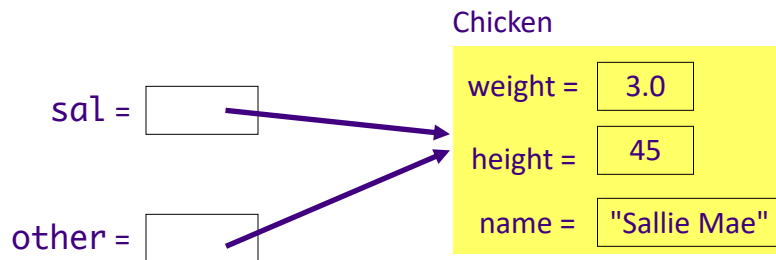 Chicken
weight = 3.0
sal =
height = 45
name = "Sallie Mae"
other =